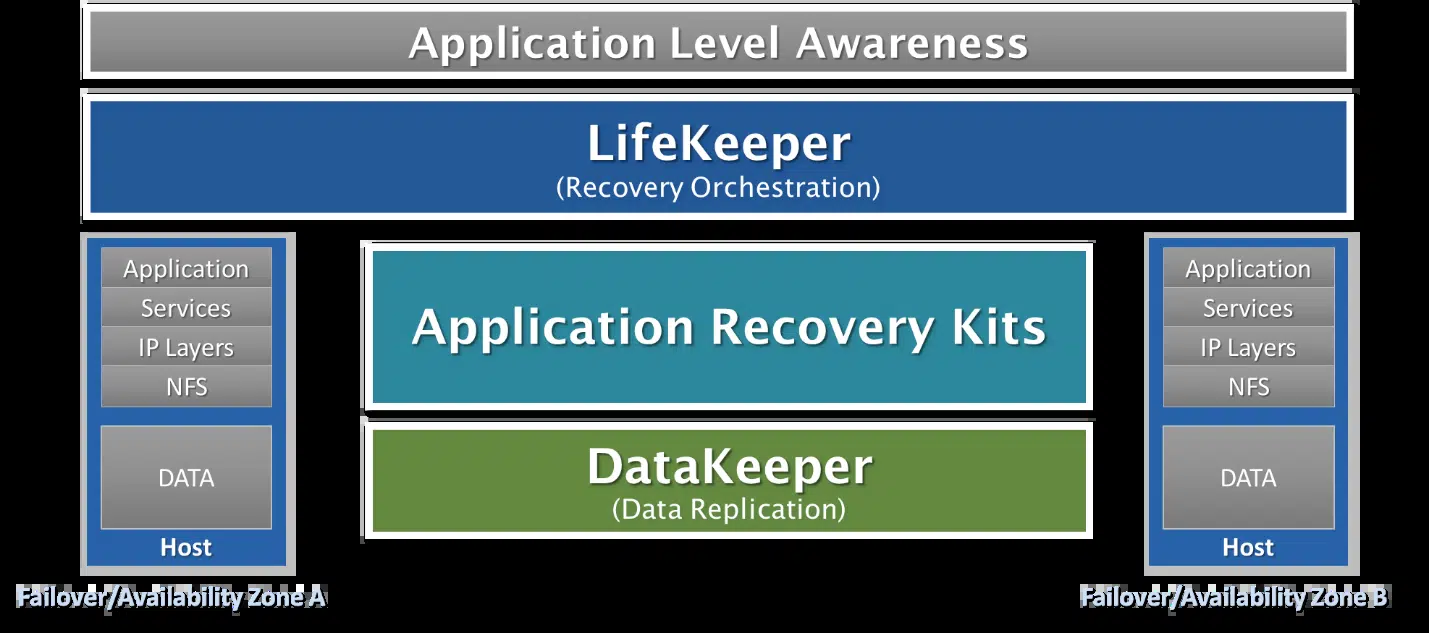 Application Level Awareness
LifeKeeper
(Recovery Orchestration)
Application
Services
IP Layers
NFS
DATA
Host
Failover/Availability Zone A
Application Recovery Kits
DataKeeper
(Data Replication)
Application
Services
IP Layers
NFS
DATA
Host
Failover/Availability Zone B